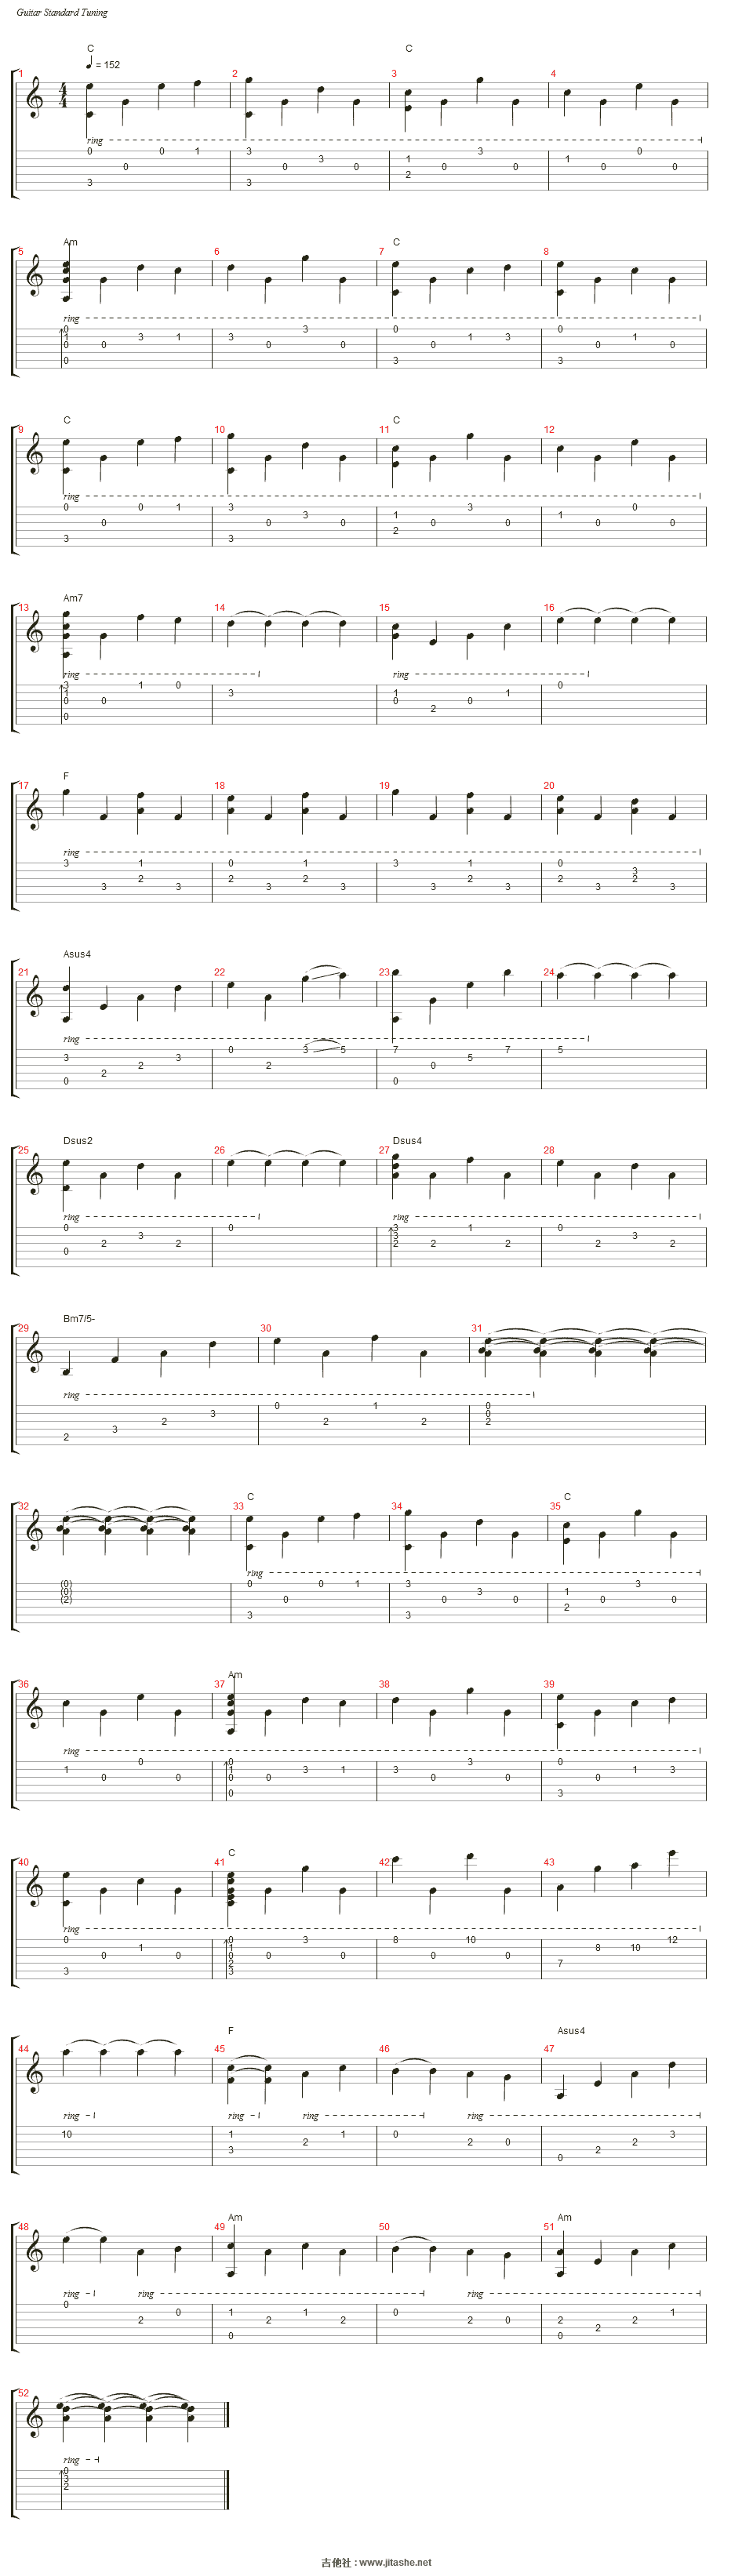 Guitar Standard Tuning
C C
= 152
1 2 3 4
4
4
ring
0 0 1 3 3 0
3 1 1
0 0 0 0 0 0
2
3 3
Am C
5 6 7 8
ring
0 3 0 0
1 3 1 3 1 3 1
0 0 0 0 0 0 0
0 3 3
C C
9 10 11 12
ring
0 0 1 3 3 0
3 1 1
0 0 0 0 0 0
2
3 3
Am7
13 14 15 16
ring ring
3 1 0 0
1 3 1 1
0 0 0 0
2
0
F
17 18 19 20
ring
3 1 0 1 3 1 0
3
2 2 2 2 2 2
3 3 3 3 3 3 3 3
Asus4
21 22 23 24
ring
0 3 5 7 7 5
3 3 5
2 2 0
2
0 0
Dsus2 Dsus4
25 26 27 28
ring ring
0 0 3 1 0
3 3 3
2 2 2 2 2 2 2
0
Bm7/5-
29 30 31
ring
0 1 0
3 0
2 2 2 2
3
2
C C
32 33 34 35
ring
(0) 0 0 1 3 3
(0) 3 1
(2) 0 0 0 0
2
3 3
Am
36 37 38 39
ring
0 0 3 0
1 1 3 1 3 1 3
0 0 0 0 0 0 0
0 3
C
40 41 42 43
ring
0 0 3 8 10 12
1 1 8 10
0 0 0 0 0 0 0
2 7
3 3
F Asus4
44 45 46 47
ring ring ring ring
10 1 1 0 3
2 2 0 2
3 2
0
Am Am
48 49 50 51
ring ring ring
0
0 1 1 0 1
2 2 2 2 0 2 2
2
0 0
52
ring
0
3
2
吉他社 : www.jitashe.net